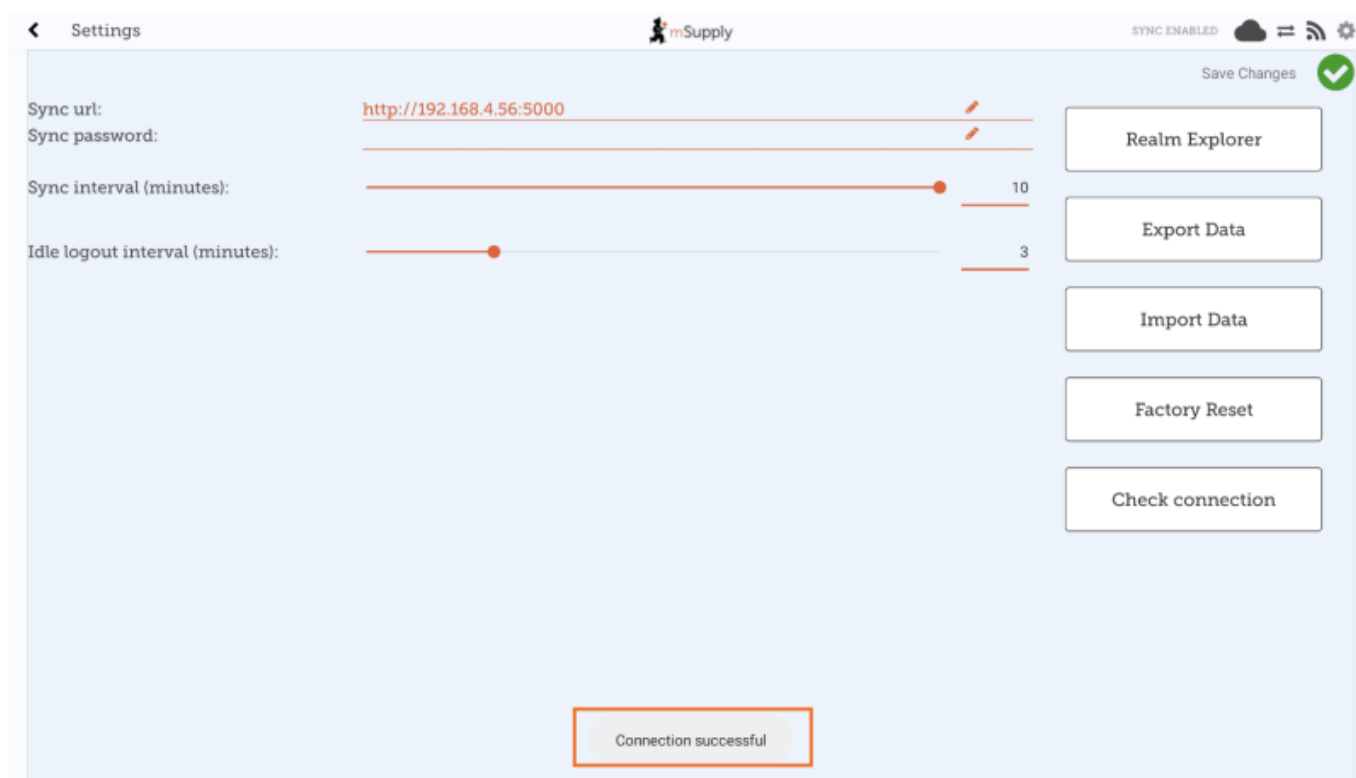 Settings
mSupply
SYNC ENABLED
Save Changes
Sync url:
http://192.168.4.56:5000
Sync password:
Sync interval (minutes):
10
Idle logout interval (minutes):
3
Realm Explorer
Export Data
Import Data
Factory Reset
Check connection
Connection successful